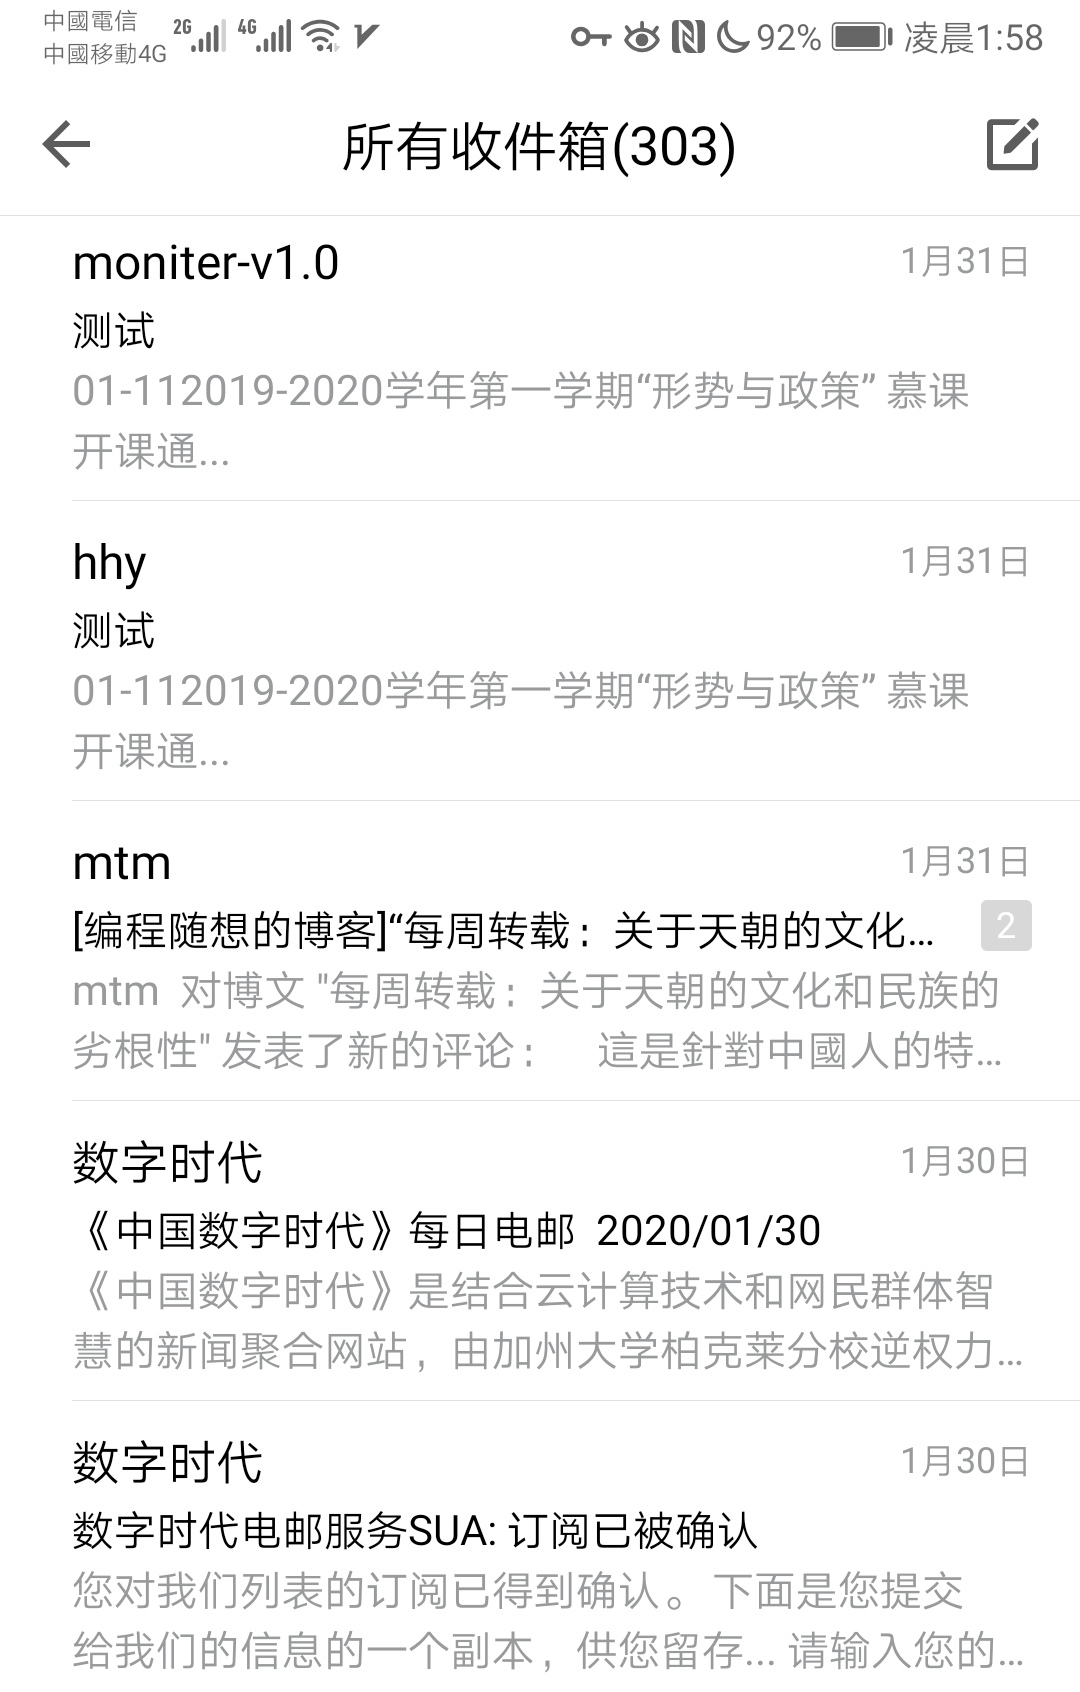 中國電信
中國移動4G
2G 4G 92% 凌晨1:58
所有收件箱(303)
moniter-v1.0 1月31日
测试
01-112019-2020学年第一学期“形势与政策” 慕课
开课通...
hhy 1月31日
测试
01-112019-2020学年第一学期“形势与政策” 慕课
开课通...
mtm 1月31日
[编程随想的博客]“每周转载：关于天朝的文化... 2
mtm 对博文 "每周转载：关于天朝的文化和民族的
劣根性" 发表了新的评论： 這是針對中國人的特...
数字时代 1月30日
《中国数字时代》每日电邮 2020/01/30
《中国数字时代》是结合云计算技术和网民群体智
慧的新闻聚合网站，由加州大学柏克莱分校逆权力...
数字时代 1月30日
数字时代电邮服务SUA: 订阅已被确认
您对我们列表的订阅已得到确认。下面是您提交
给我们的信息的一个副本，供您留存... 请输入您的...